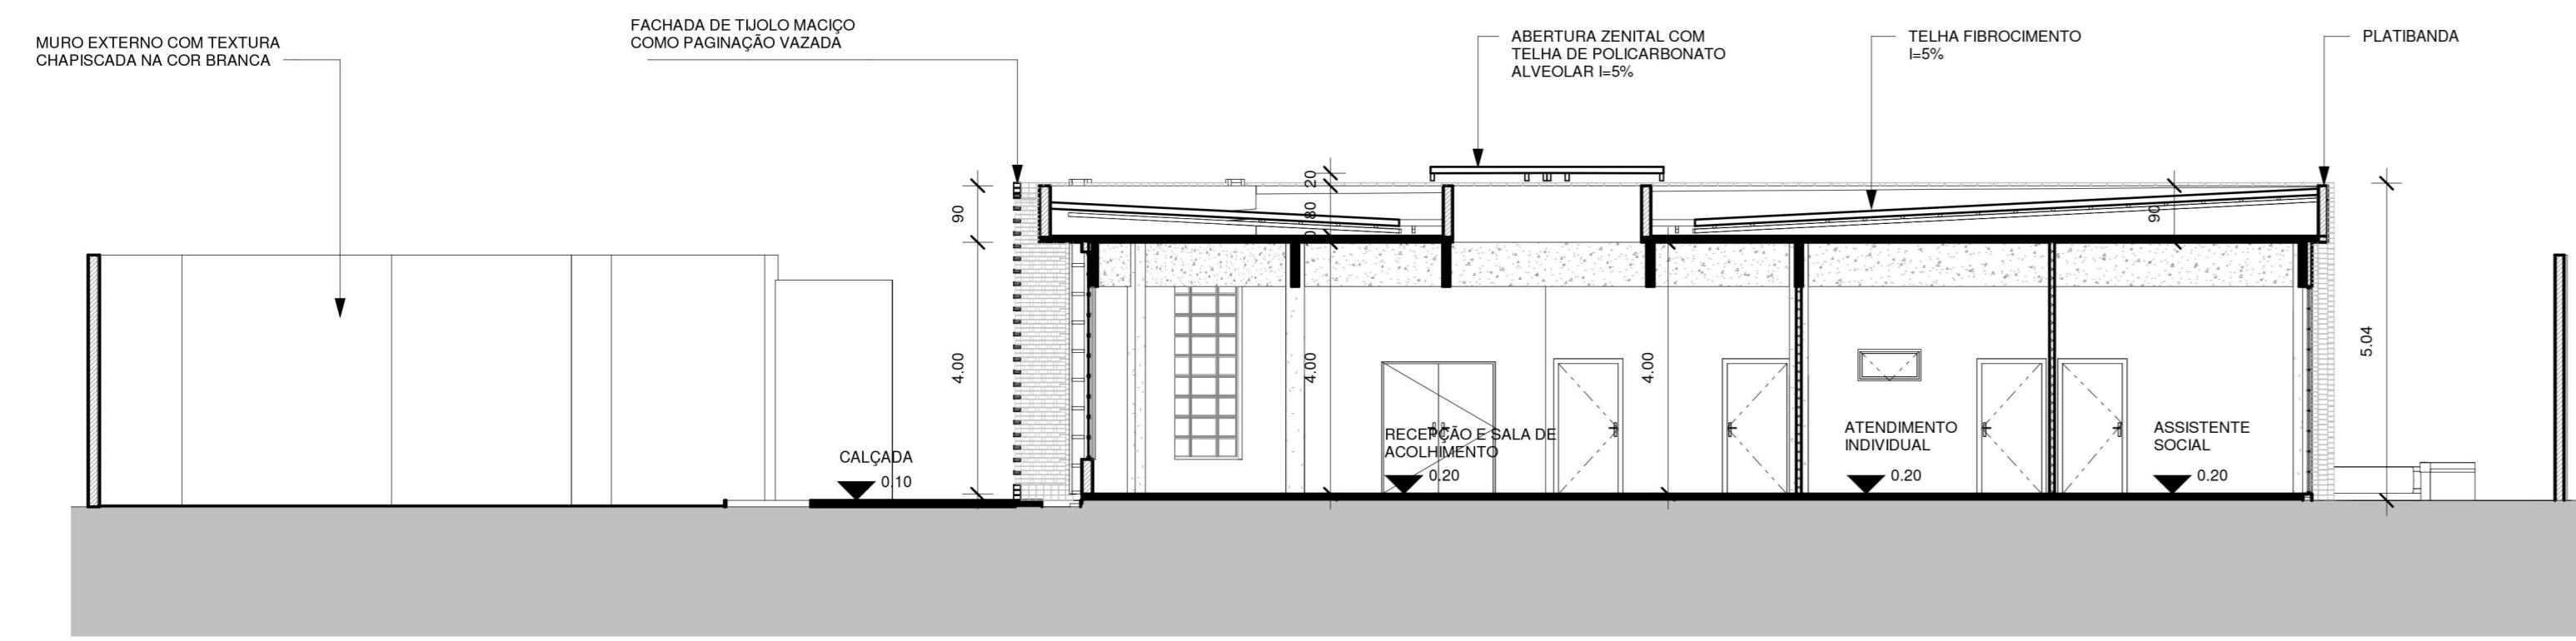 MURO EXTERNO COM TEXTURA
CHAPISCADA NA COR BRANCA
FACHADA DE TIJOLO MACIÇO
COMO PAGINAÇÃO VAZADA
ABERTURA ZENITAL COM
TELHA DE POLICARBONATO
ALVEOLAR I=5%
TELHA FIBROCIMENTO
I=5%
PLATIBANDA
90
20
80
90
4.00
4.00
4.00
5.04
CALÇADA
0.10
RECEPÇÃO E SALA DE
ACOLHIMENTO
0.20
ATENDIMENTO
INDIVIDUAL
0.20
ASSISTENTE
SOCIAL
0.20